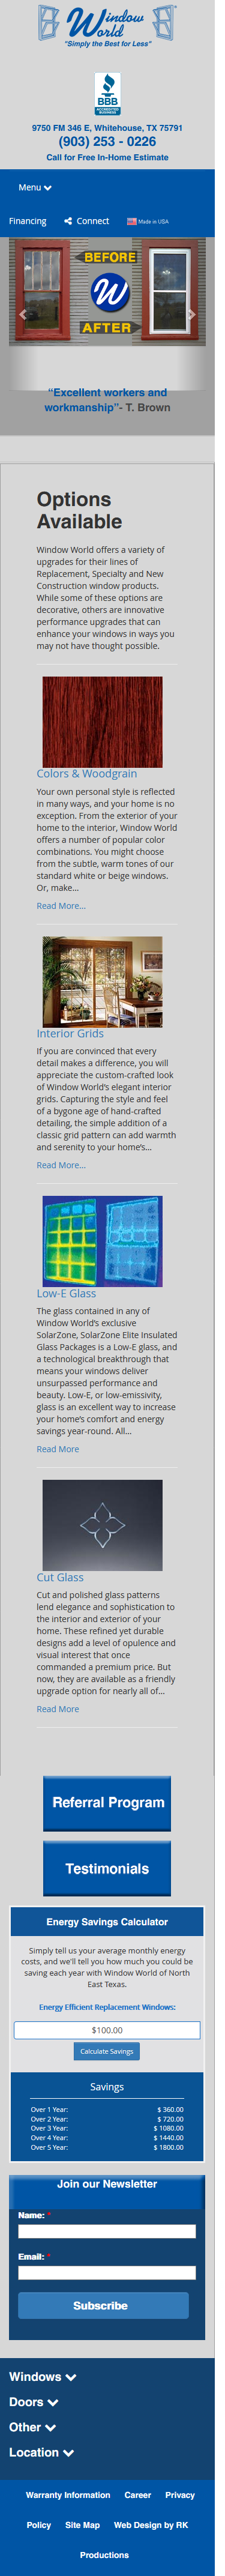 Window
World
®
"Simply the Best for Less"
BBB
ACCREDITED
BUSINESS
9750 FM 346 E, Whitehouse, TX 75791
(903) 253 - 0226
Call for Free In-Home Estimate
Menu
Financing Connect Made in USA
BEFORE
W
AFTER
“Excellent workers and
workmanship”- T. Brown
Options
Available
Window World offers a variety of
upgrades for their lines of
Replacement, Specialty and New
Construction window products.
While some of these options are
decorative, others are innovative
performance upgrades that can
enhance your windows in ways you
may not have thought possible.
Colors & Woodgrain
Your own personal style is reflected
in many ways, and your home is no
exception. From the exterior of your
home to the interior, Window World
offers a number of popular color
combinations. You might choose
from the subtle, warm tones of our
standard white or beige windows.
Or, make...
Read More...
Interior Grids
If you are convinced that every
detail makes a difference, you will
appreciate the custom-crafted look
of Window World’s elegant interior
grids. Capturing the style and feel
of a bygone age of hand-crafted
detailing, the simple addition of a
classic grid pattern can add warmth
and serenity to your home’s...
Read More...
Low-E Glass
The glass contained in any of
Window World’s exclusive
SolarZone, SolarZone Elite Insulated
Glass Packages is a Low-E glass, and
a technological breakthrough that
means your windows deliver
unsurpassed performance and
beauty. Low-E, or low-emissivity,
glass is an excellent way to increase
your home’s comfort and energy
savings year-round. All...
Read More
Cut Glass
Cut and polished glass patterns
lend elegance and sophistication to
the interior and exterior of your
home. These refined yet durable
designs add a level of opulence and
visual interest that once
commanded a premium price. But
now, they are available as a friendly
upgrade option for nearly all of...
Read More
Referral Program
Testimonials
Energy Savings Calculator
Simply tell us your average monthly energy
costs, and we'll tell you how much you could be
saving each year with Window World of North
East Texas.
Energy Efficient Replacement Windows:
$100.00
Calculate Savings
Savings
Over 1 Year: $ 360.00
Over 2 Year: $ 720.00
Over 3 Year: $ 1080.00
Over 4 Year: $ 1440.00
Over 5 Year: $ 1800.00
Join our Newsletter
Name: *
Email: *
Subscribe
Windows
Doors
Other
Location
Warranty Information Career Privacy
Policy Site Map Web Design by RK
Productions